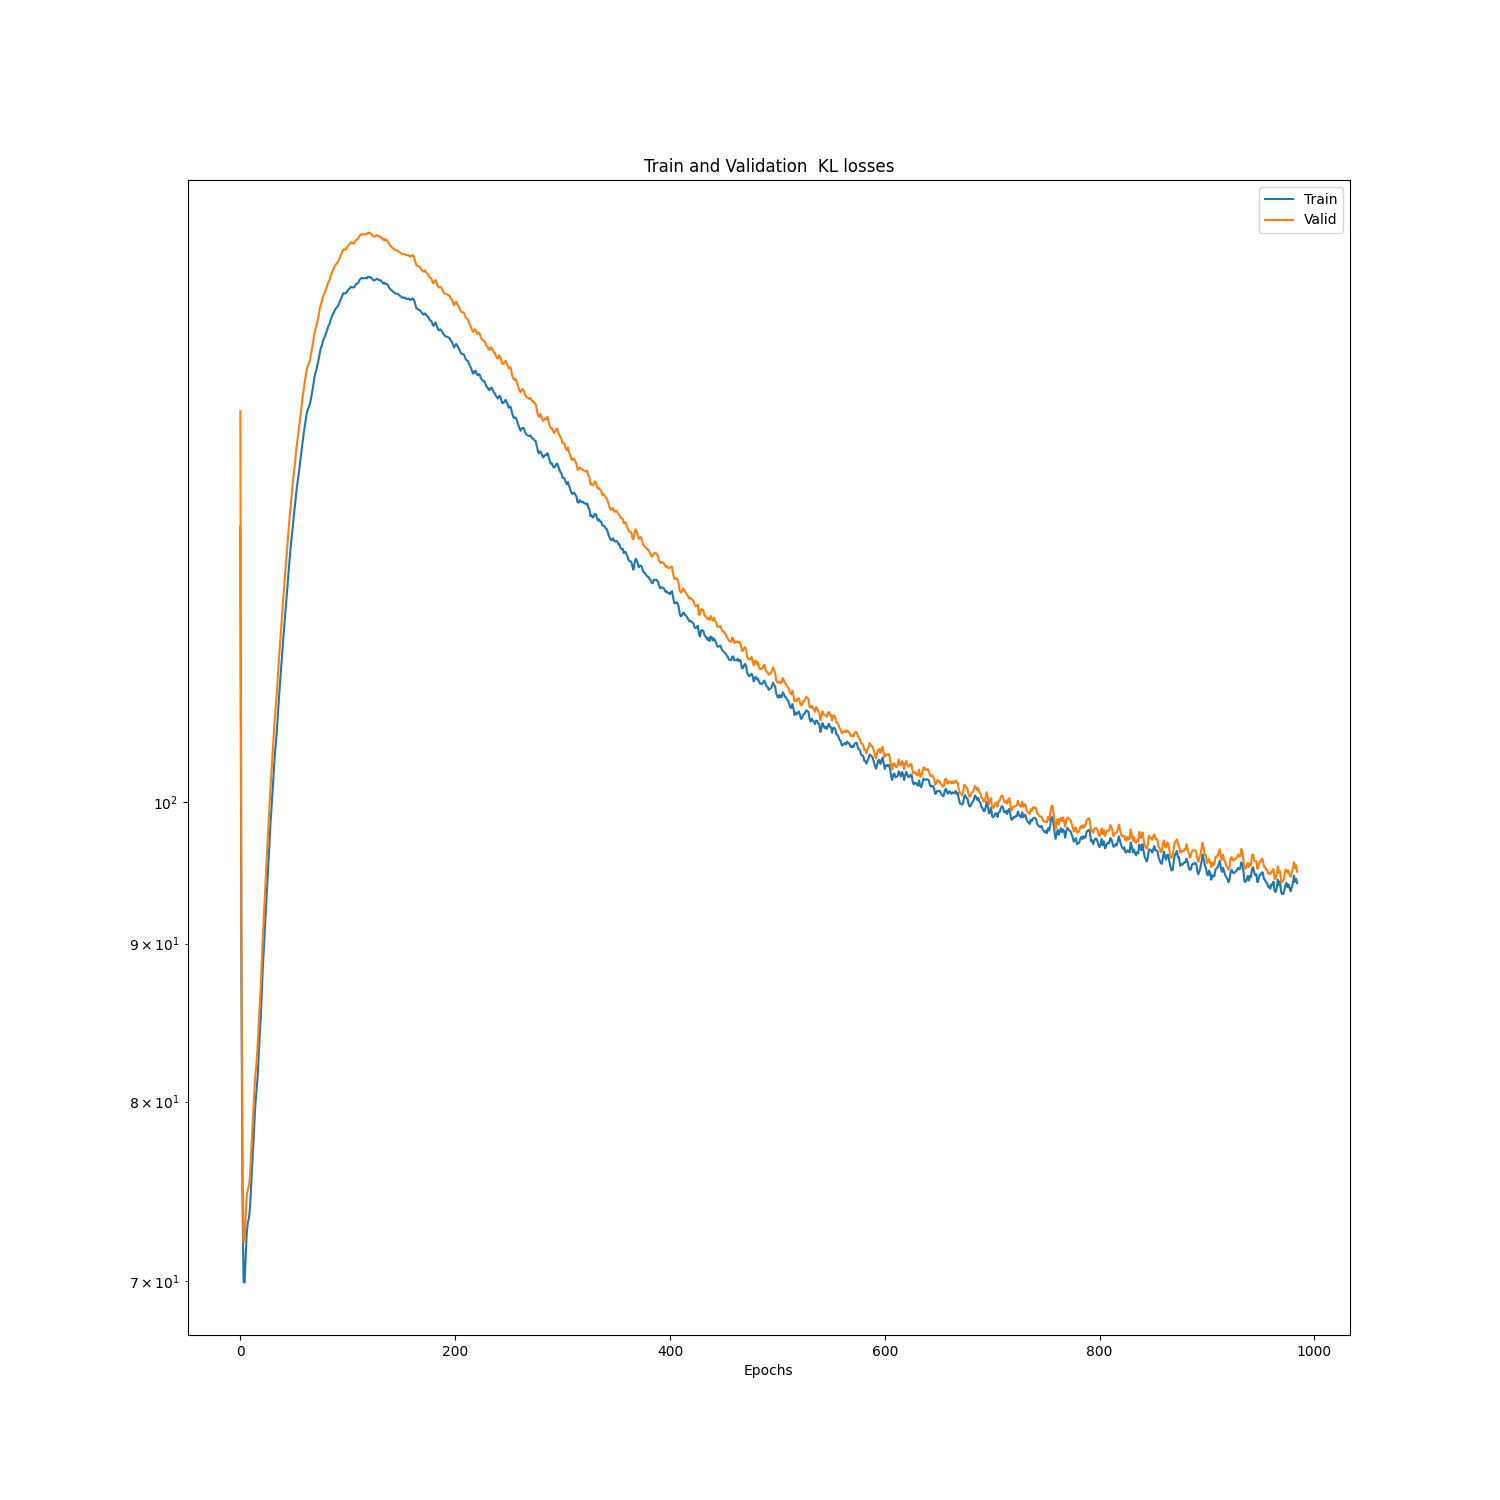 Train and Validation  KL losses
Train
Valid
10²
9 × 10¹
8 × 10¹
7 × 10¹
0 200 400 600 800 1000
Epochs